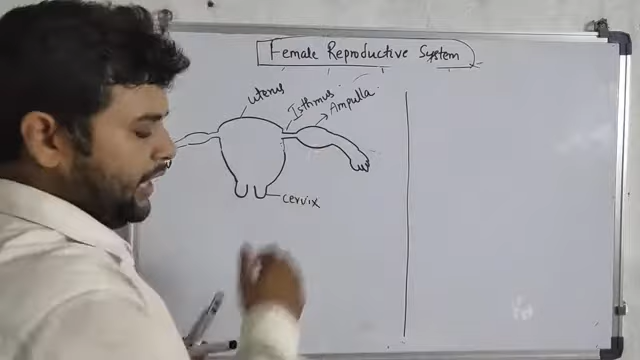 Female Reproductive System
uterus
Isthmus
Ampulla
cervix